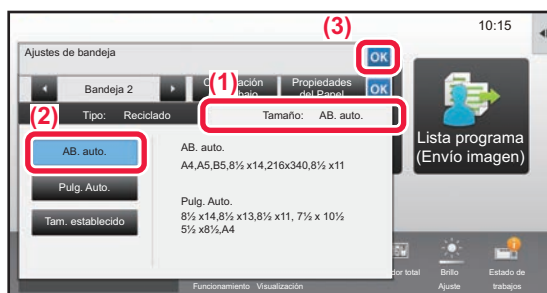 10:15
(3)
Ajustes de bandeja
OK
Bandeja 2
(1)
Propiedades
del Papel
OK
(2)
Tipo: Reciclado
Tamaño: AB. auto.
AB. auto.
Pulg. Auto.
Tam. establecido
AB. auto.
A4,A5,B5,8½ x14,216x340,8½ x11
Pulg. Auto.
8½ x14,8½ x13,8½ x11, 7½ x 10½
5½ x8½,A4
Lista programa
(Envío imagen)
total
Brillo
Ajuste
Estado de
trabajos
Funcionamiento Visualización